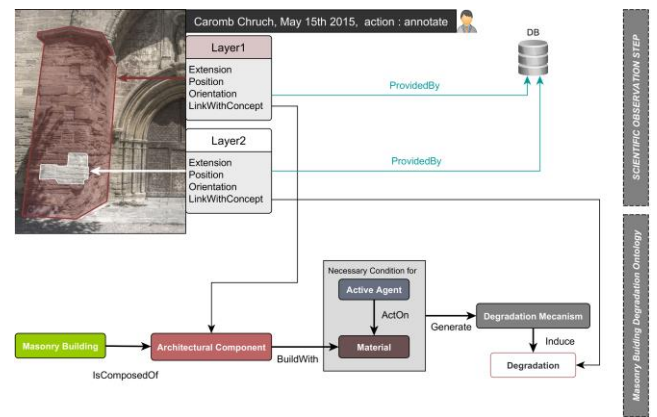 Caromb Chruch, May 15th 2015, action : annotate
Layer1
Extension
Position
Orientation
LinkWithConcept
DB
ProvidedBy
Layer2
Extension
Position
Orientation
LinkWithConcept
ProvidedBy
SCIENTIFIC OBSERVATION STEP
Necessary Condition for
Active Agent
ActOn
Material
Masonry Building
IsComposedOf
Architectural Component
BuildWith
Generate
Degradation Mecanism
Induce
Degradation
Masonry Building Degradation Ontology